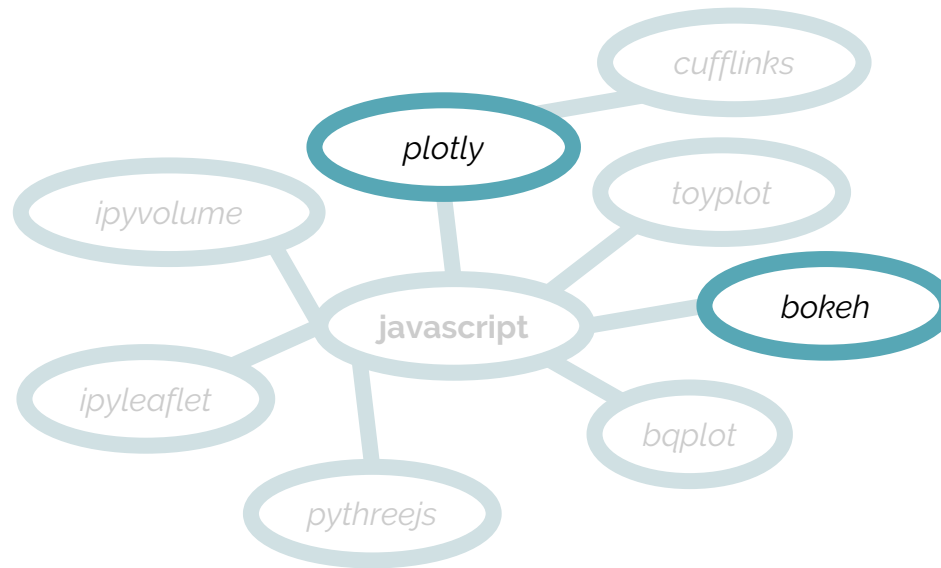 cufflinks
plotly
toyplot
ipyvolume
bokeh
javascript
ipyleaflet
bqplot
pythreejs